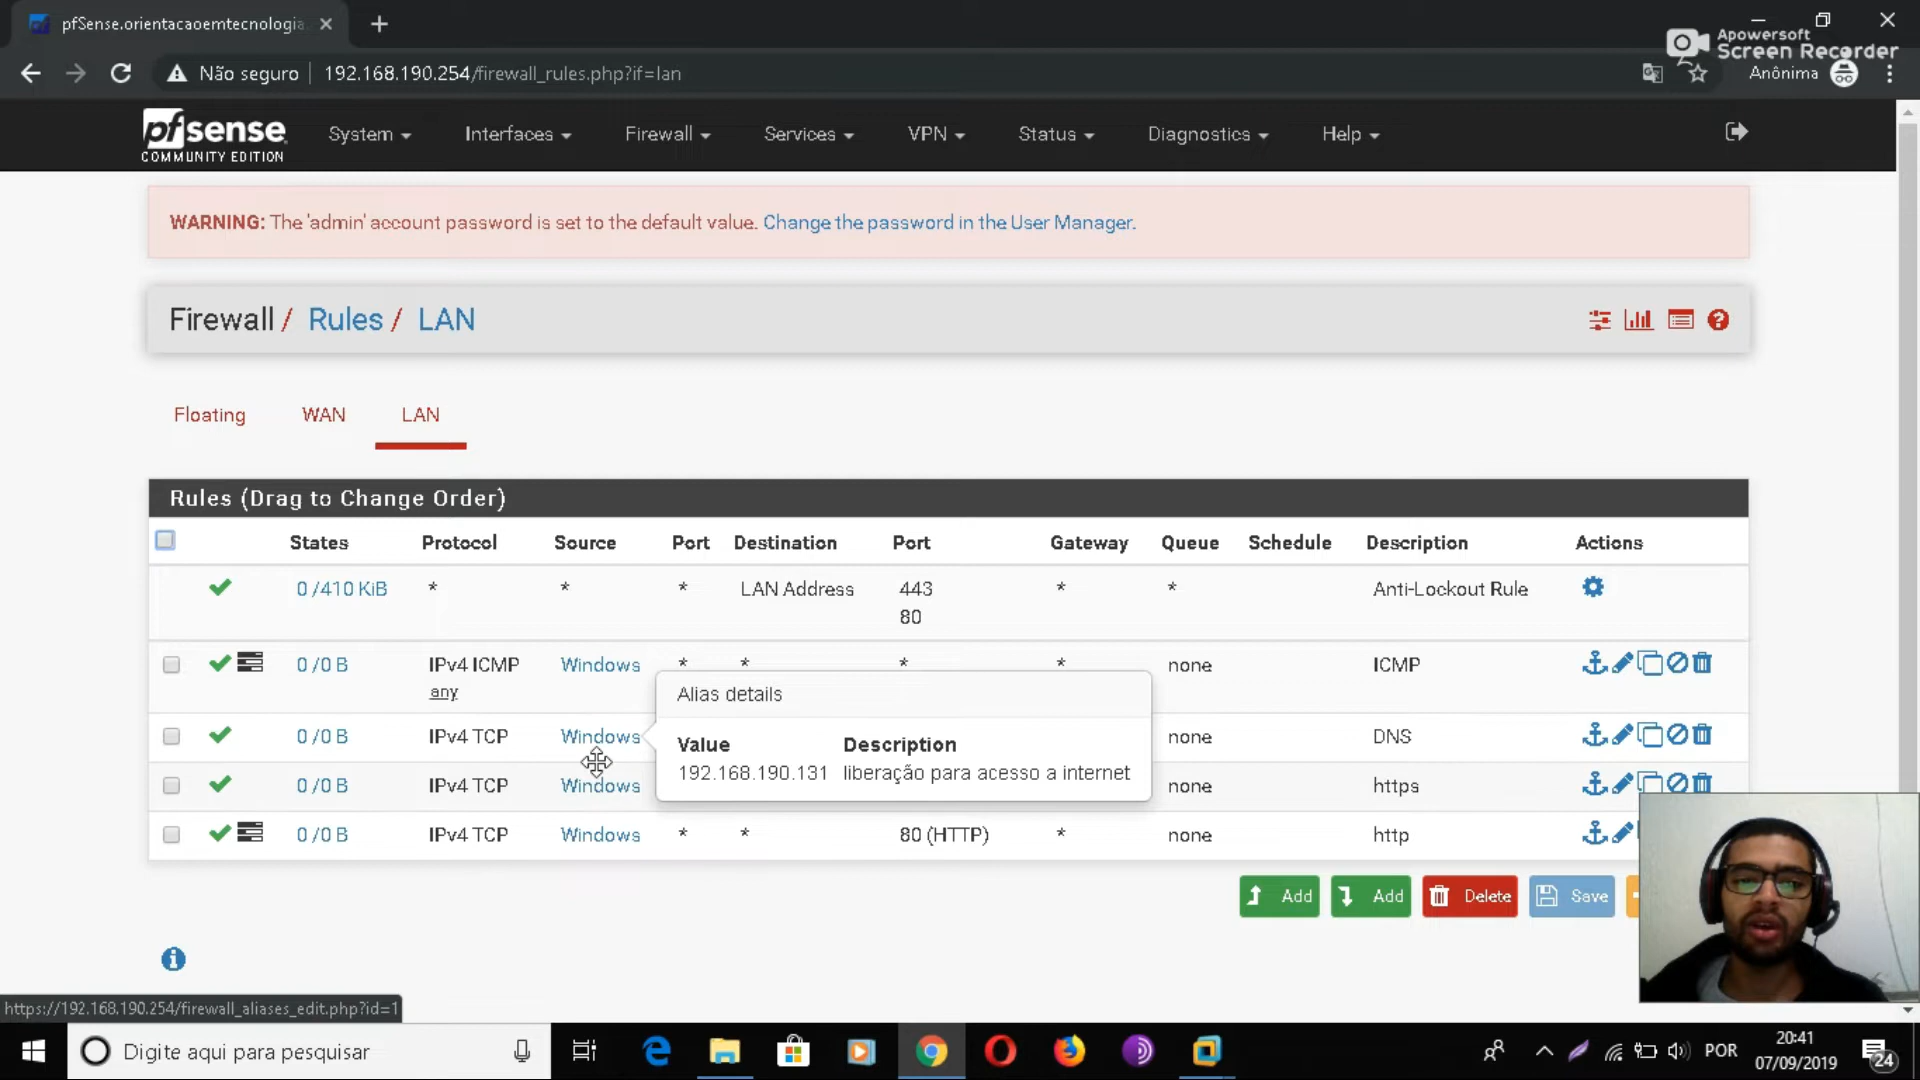 pfSense.orientacaoemtecnologia.
Apowersoft
Screen Recorder
Não seguro
192.168.190.254/firewall_rules.php?if=lan
Anônima
pfsense
COMMUNITY EDITION
System
Interfaces
Firewall
Services
VPN
Status
Diagnostics
Help
WARNING: The 'admin' account password is set to the default value. Change the password in the User Manager.
Firewall / Rules / LAN
Floating
WAN
LAN
Rules (Drag to Change Order)
States Protocol Source Port Destination Port Gateway Queue Schedule Description Actions
0 /410 KiB * * * LAN Address 443 * * Anti-Lockout Rule
80
0 /0 B IPv4 ICMP Windows * * * * none ICMP
any
Alias details
0 /0 B IPv4 TCP Windows none DNS
Value Description
192.168.190.131 liberação para acesso a internet
0 /0 B IPv4 TCP Windows none https
0 /0 B IPv4 TCP Windows * * 80 (HTTP) * none http
Add
Add
Delete
Save
https://192.168.190.254/firewall_aliases_edit.php?id=1
Digite aqui para pesquisar
POR
20:41
07/09/2019
24